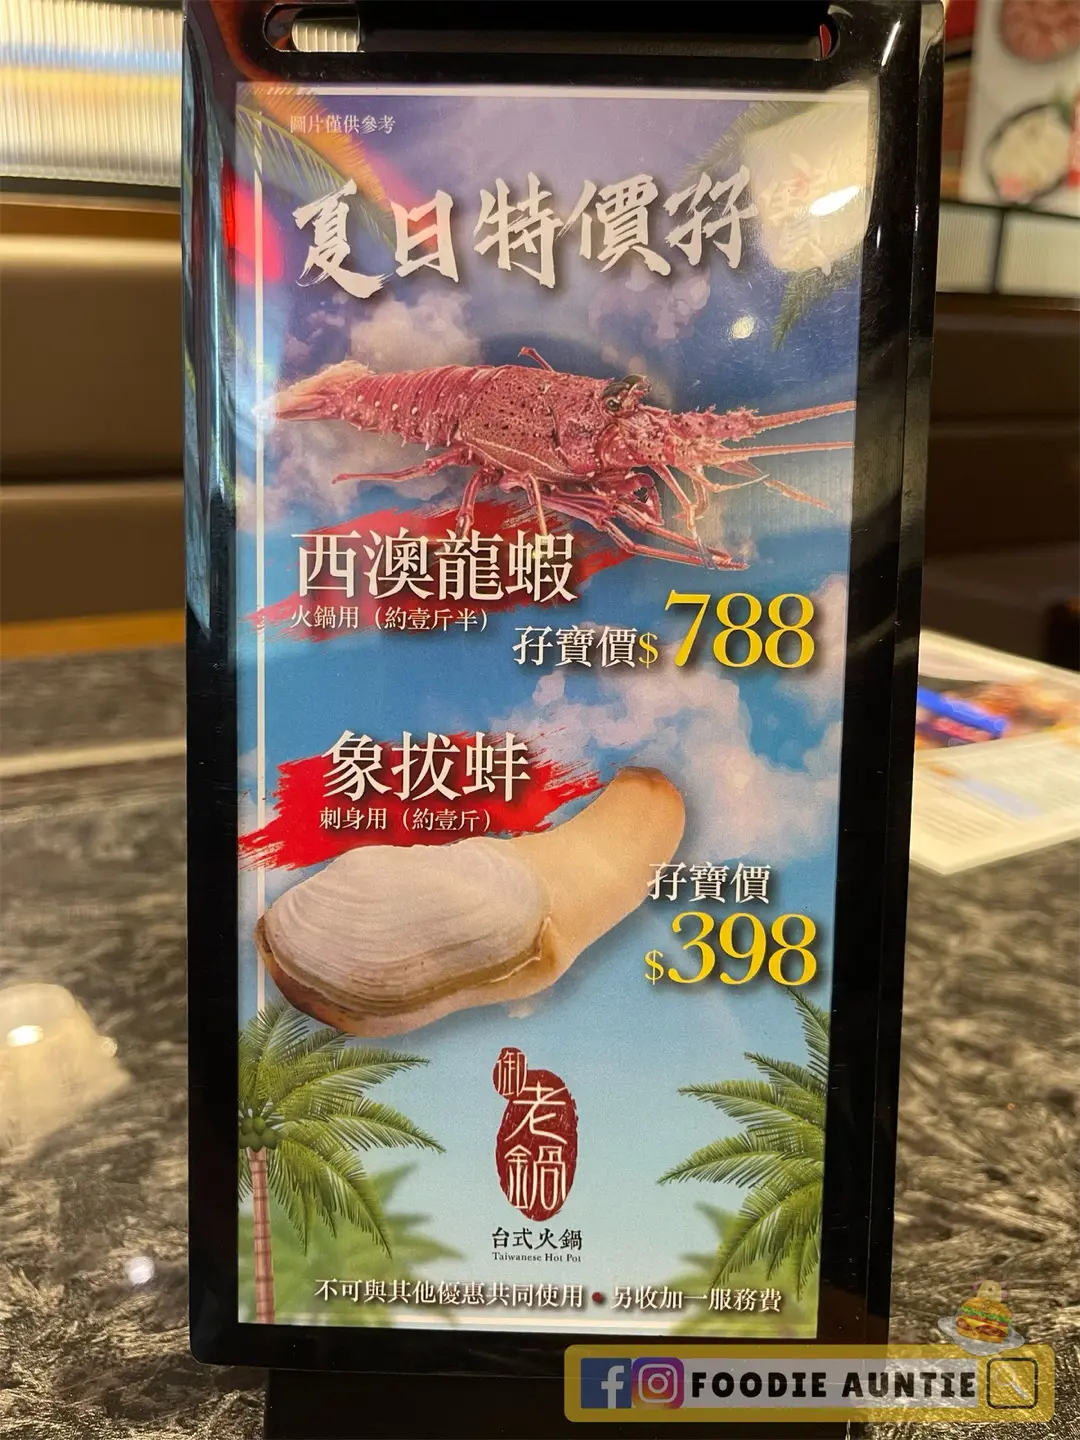 圖片僅供參考
夏日特價孖寶
西澳龍蝦
火鍋用（約壹斤半）
孖寶價$788
象拔蚌
刺身用（約壹斤）
孖寶價
$398
御老鍋
台式火鍋
Taiwanese Hot Pot
不可與其他優惠共同使用 • 另收加一服務費
FOODIE AUNTIE